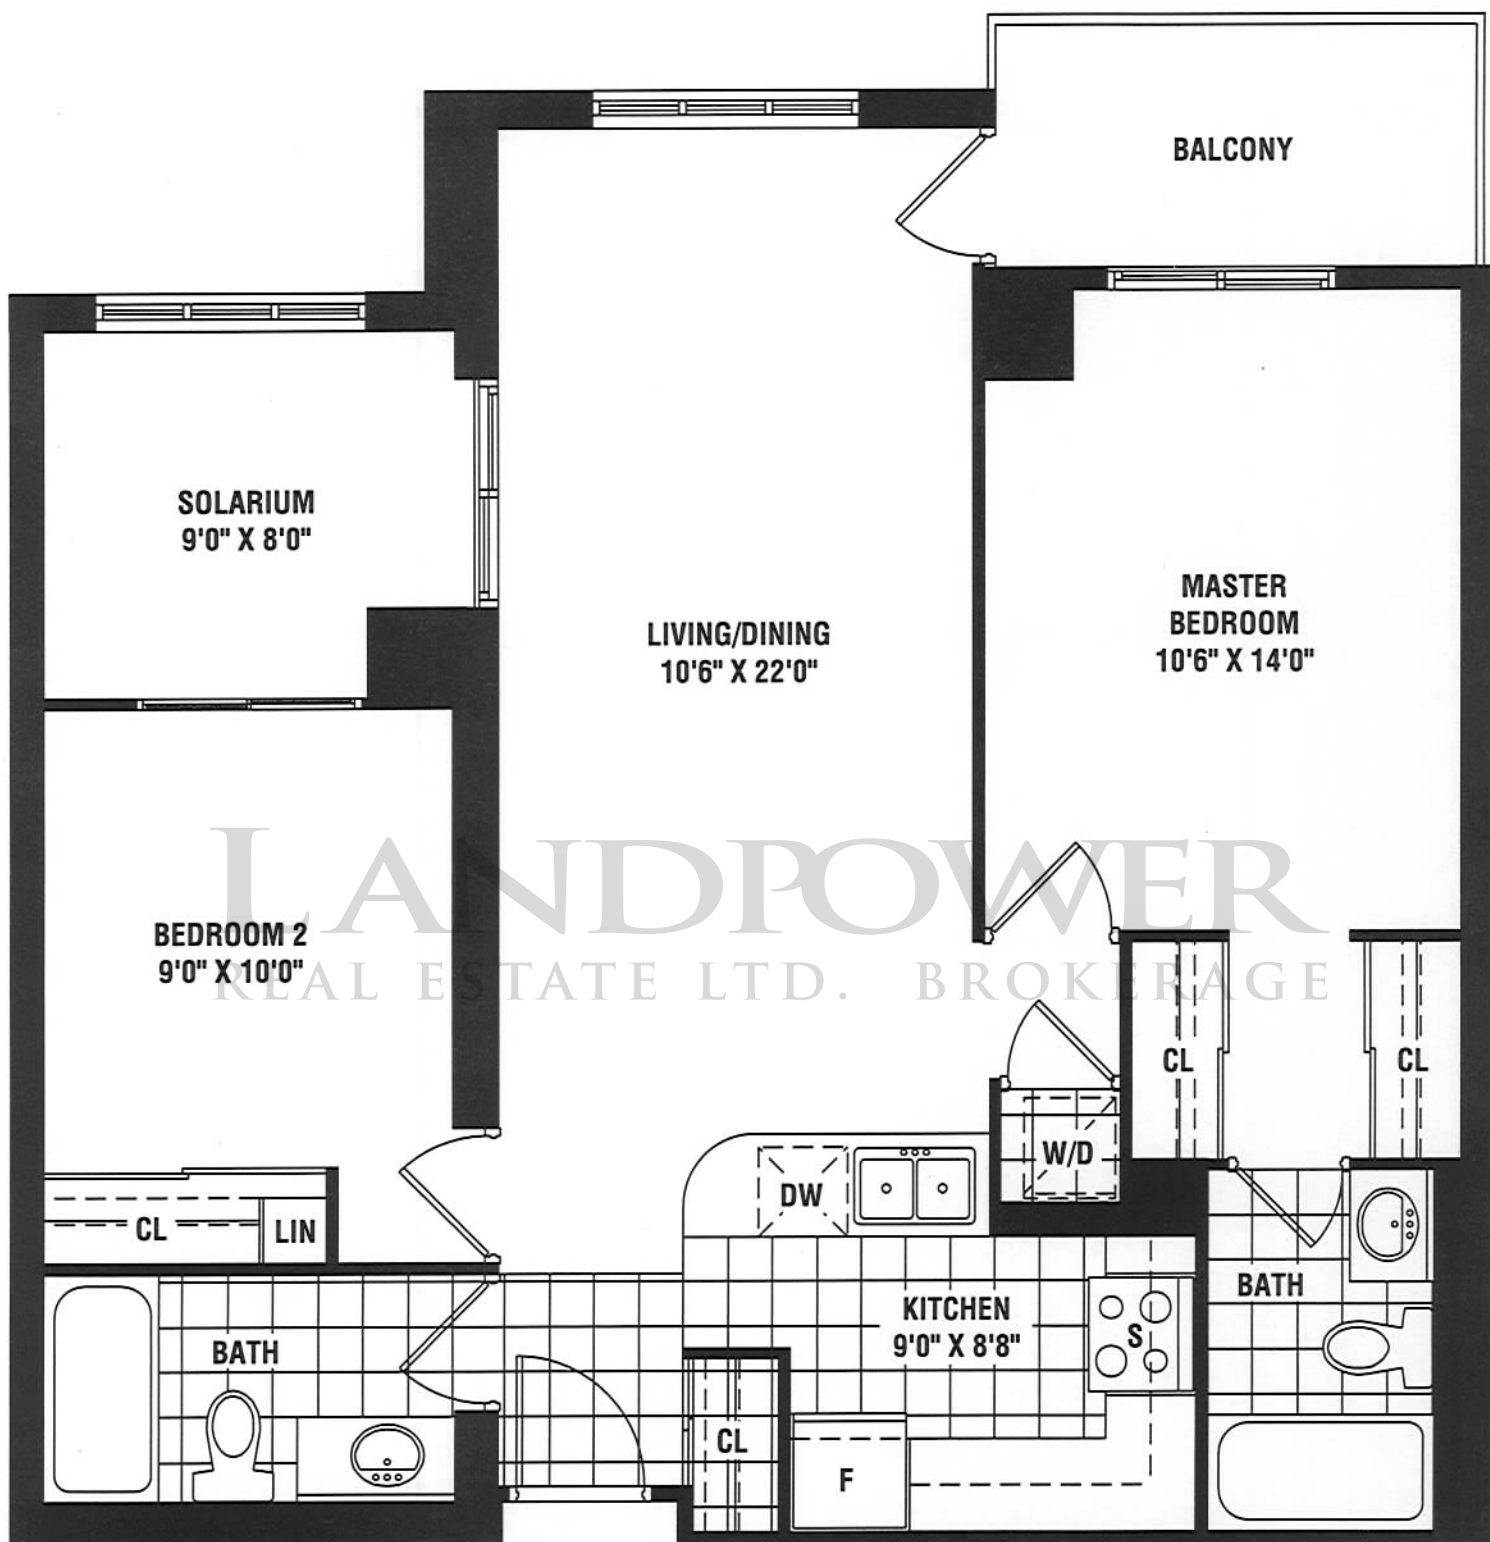 BALCONY
SOLARIUM
9'0" X 8'0"
MASTER
BEDROOM
10'6" X 14'0"
LIVING/DINING
10'6" X 22'0"
LANDPOWER
REAL ESTATE LTD. BROKERAGE
BEDROOM 2
9'0" X 10'0"
CL
CL
W/D
DW
CL
LIN
BATH
KITCHEN
9'0" X 8'8"
S
BATH
CL
F